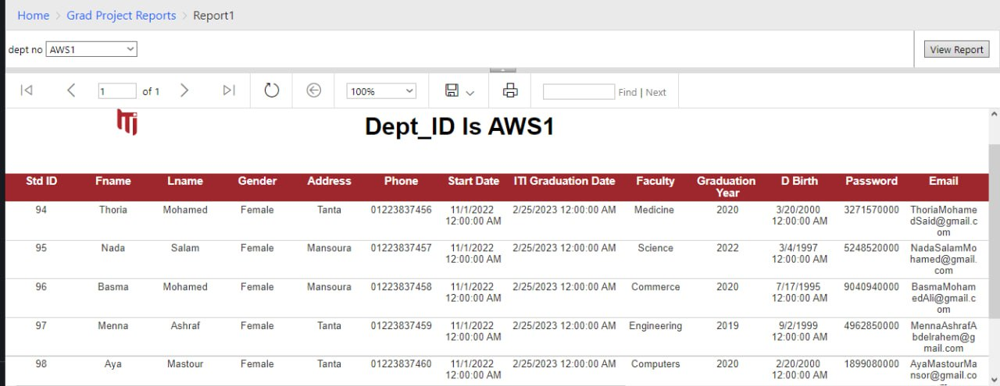 Home > Grad Project Reports > Report1
dept no AWS1 View Report
1 of 1 100% Find | Next
iTi
Dept_ID Is AWS1
Std ID Fname Lname Gender Address Phone Start Date ITI Graduation Date Faculty Graduation Year D Birth Password Email
94 Thoria Mohamed Female Tanta 01223837456 11/1/2022 12:00:00 AM 2/25/2023 12:00:00 AM Medicine 2020 3/20/2000 12:00:00 AM 3271570000 ThoriaMohamedSaid@gmail.com
95 Nada Salam Female Mansoura 01223837457 11/1/2022 12:00:00 AM 2/25/2023 12:00:00 AM Science 2022 3/4/1997 12:00:00 AM 5248520000 NadaSalamMohamed@gmail.com
96 Basma Mohamed Female Mansoura 01223837458 11/1/2022 12:00:00 AM 2/25/2023 12:00:00 AM Commerce 2020 7/17/1995 12:00:00 AM 9040940000 BasmaMohamedAli@gmail.com
97 Menna Ashraf Female Tanta 01223837459 11/1/2022 12:00:00 AM 2/25/2023 12:00:00 AM Engineering 2019 9/2/1999 12:00:00 AM 4962850000 MennaAshrafAbdelrahem@gmail.com
98 Aya Mastour Female Tanta 01223837460 11/1/2022 12:00:00 AM 2/25/2023 12:00:00 AM Computers 2020 2/20/2000 12:00:00 AM 1899080000 AyaMastourMansor@gmail.co